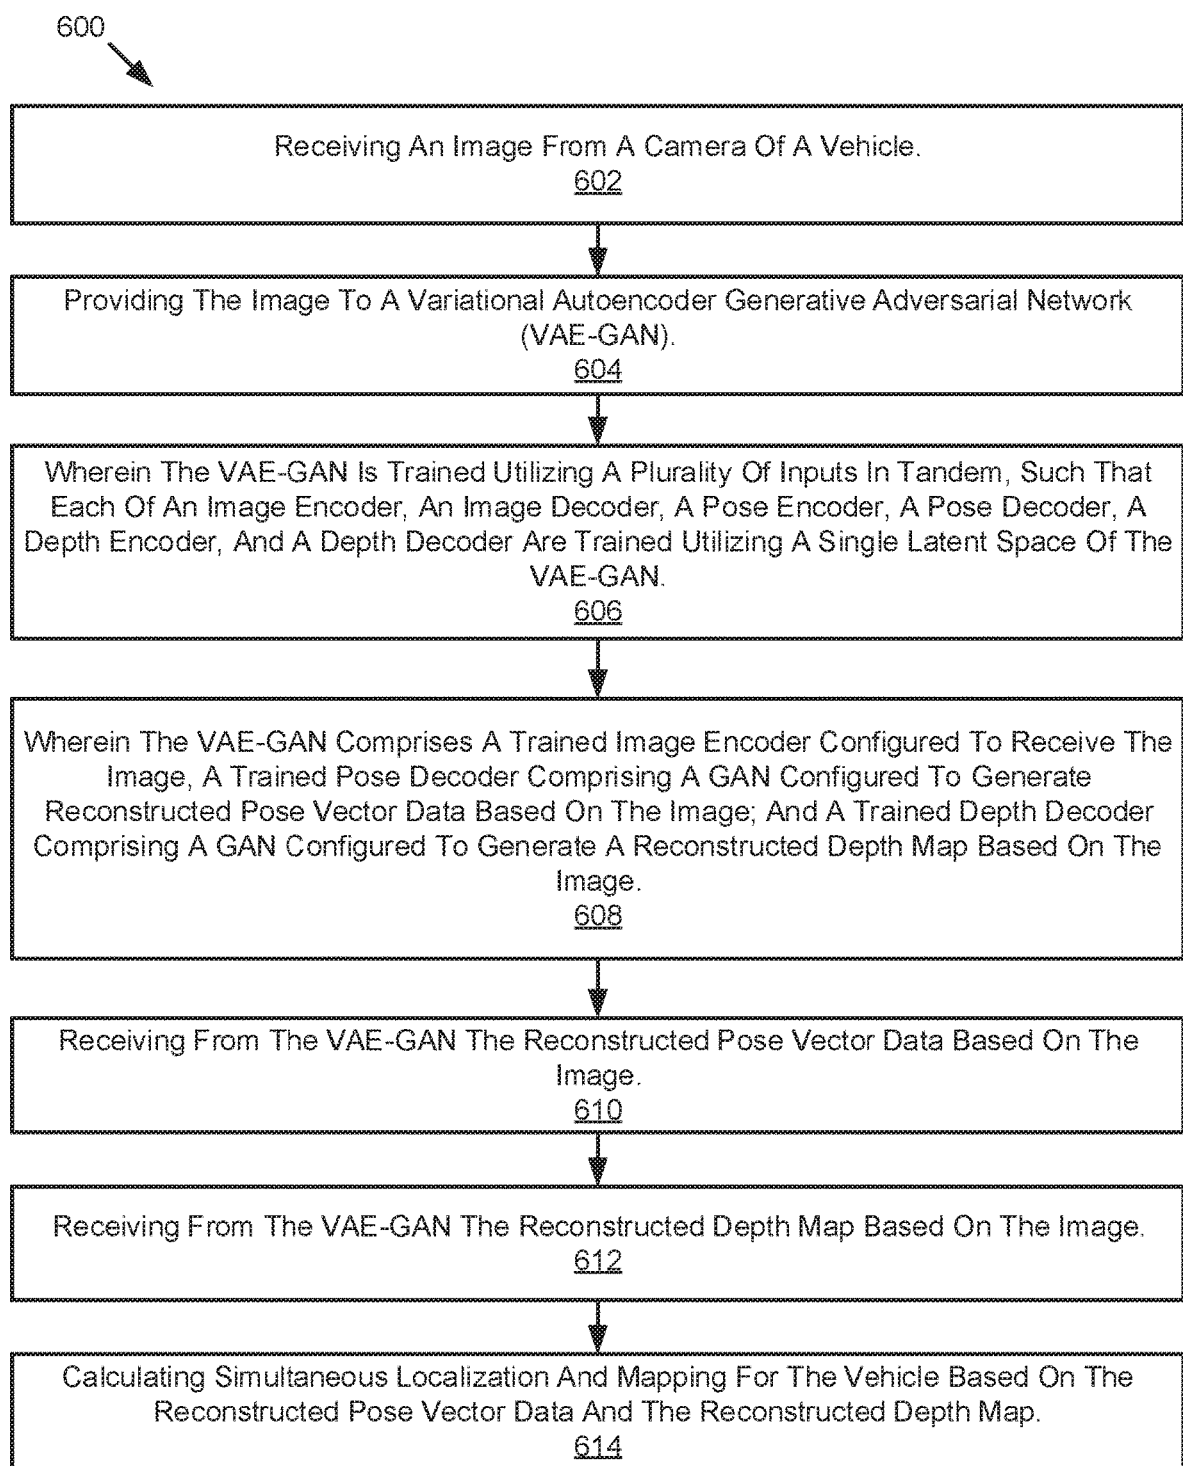 600
Receiving An Image From A Camera Of A Vehicle.
602
Providing The Image To A Variational Autoencoder Generative Adversarial Network
(VAE-GAN).
604
Wherein The VAE-GAN Is Trained Utilizing A Plurality Of Inputs In Tandem, Such That
Each Of An Image Encoder, An Image Decoder, A Pose Encoder, A Pose Decoder, A
Depth Encoder, And A Depth Decoder Are Trained Utilizing A Single Latent Space Of The
VAE-GAN.
606
Wherein The VAE-GAN Comprises A Trained Image Encoder Configured To Receive The
Image, A Trained Pose Decoder Comprising A GAN Configured To Generate
Reconstructed Pose Vector Data Based On The Image; And A Trained Depth Decoder
Comprising A GAN Configured To Generate A Reconstructed Depth Map Based On The
Image.
608
Receiving From The VAE-GAN The Reconstructed Pose Vector Data Based On The
Image.
610
Receiving From The VAE-GAN The Reconstructed Depth Map Based On The Image.
612
Calculating Simultaneous Localization And Mapping For The Vehicle Based On The
Reconstructed Pose Vector Data And The Reconstructed Depth Map.
614